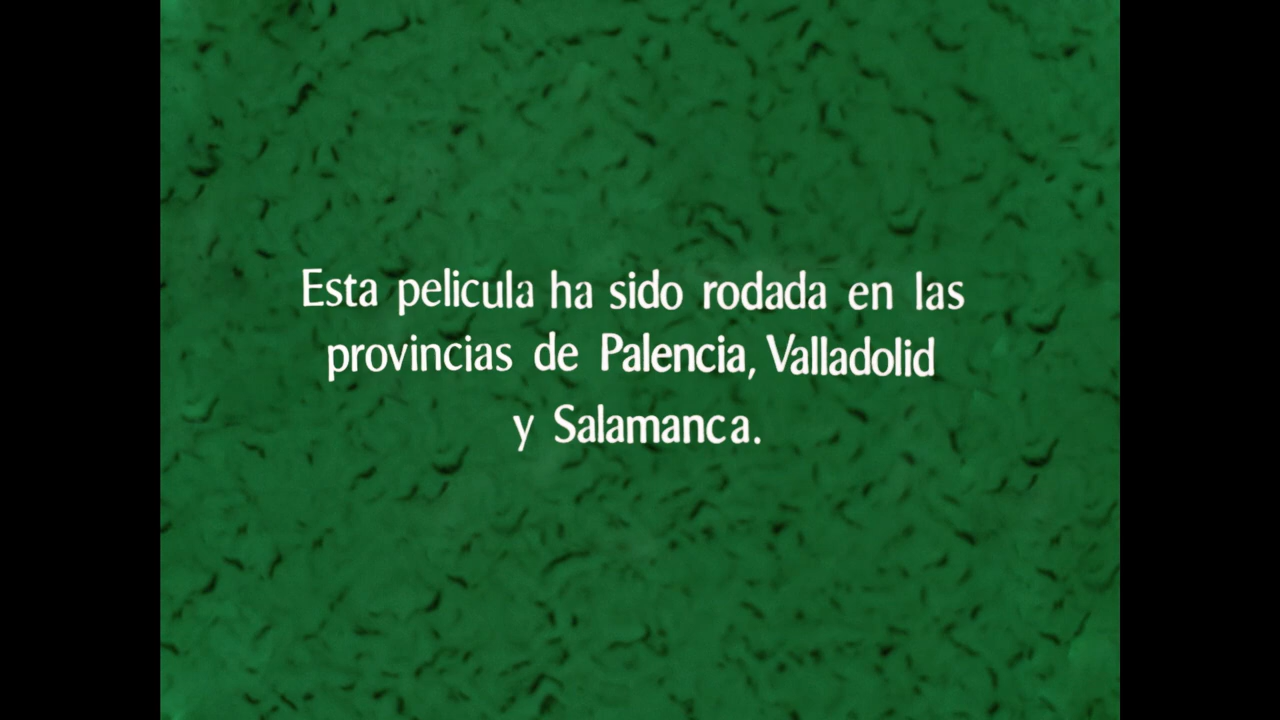 Esta pelicula ha sido rodada en las
provincias de Palencia, Valladolid
y Salamanca.